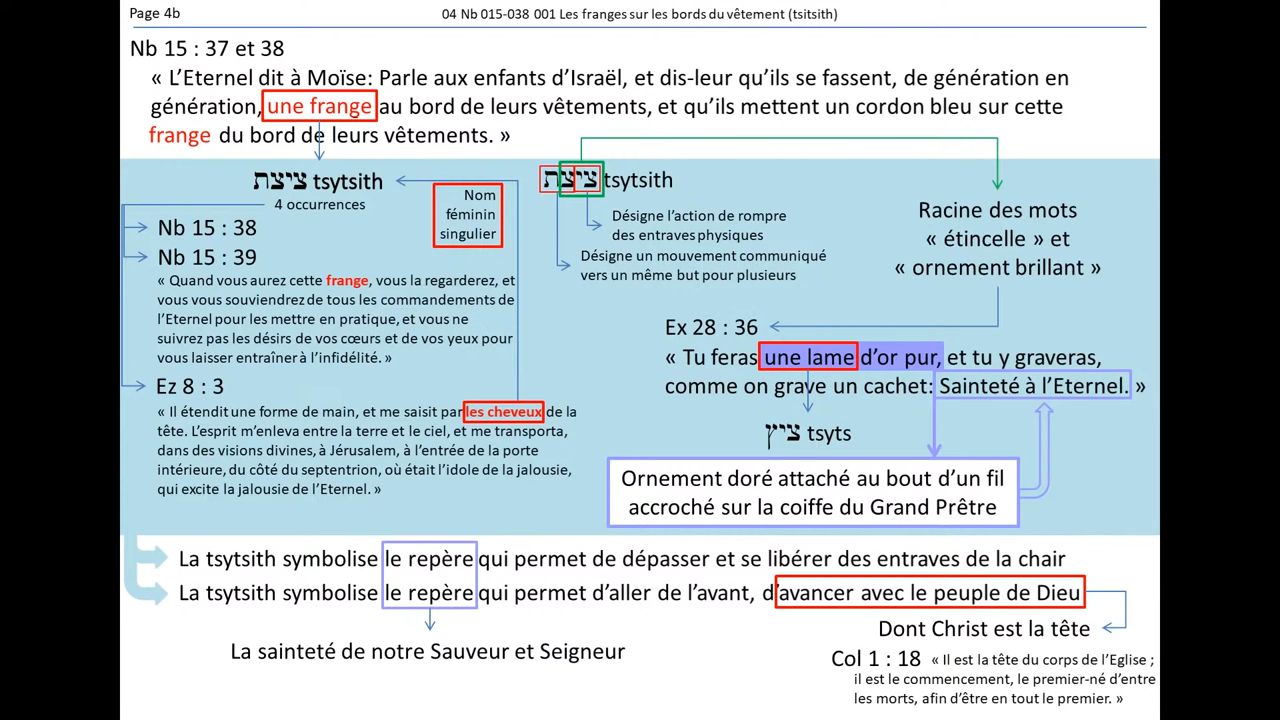 Page 4b
04 Nb 015-038 001 Les franges sur les bords du vêtement (tsitsith)
Nb 15 : 37 et 38
« L’Eternel dit à Moïse: Parle aux enfants d’Israël, et dis-leur qu’ils se fassent, de génération en
génération, une frange au bord de leurs vêtements, et qu’ils mettent un cordon bleu sur cette
frange du bord de leurs vêtements. »
ציצת tsytsith
4 occurrences
Nom
féminin
singulier
Nb 15 : 38
Nb 15 : 39
« Quand vous aurez cette frange, vous la regarderez, et
vous vous souviendrez de tous les commandements de
l’Eternel pour les mettre en pratique, et vous ne
suivrez pas les désirs de vos cœurs et de vos yeux pour
vous laisser entraîner à l’infidélité. »
Ez 8 : 3
« Il étendit une forme de main, et me saisit par les cheveux de la
tête. L’esprit m’enleva entre la terre et le ciel, et me transporta,
dans des visions divines, à Jérusalem, à l’entrée de la porte
intérieure, du côté du septentrion, où était l’idole de la jalousie,
qui excite la jalousie de l’Eternel. »
ציצת tsytsith
Désigne l’action de rompre
des entraves physiques
Désigne un mouvement communiqué
vers un même but pour plusieurs
Racine des mots
« étincelle » et
« ornement brillant »
Ex 28 : 36
« Tu feras une lame d’or pur, et tu y graveras,
comme on grave un cachet: Sainteté à l’Eternel. »
ציץ tsyts
Ornement doré attaché au bout d’un fil
accroché sur la coiffe du Grand Prêtre
La tsytsith symbolise le repère qui permet de dépasser et se libérer des entraves de la chair
La tsytsith symbolise le repère qui permet d’aller de l’avant, d’avancer avec le peuple de Dieu
La sainteté de notre Sauveur et Seigneur
Dont Christ est la tête
Col 1 : 18 « Il est la tête du corps de l’Eglise ;
il est le commencement, le premier-né d’entre
les morts, afin d’être en tout le premier. »